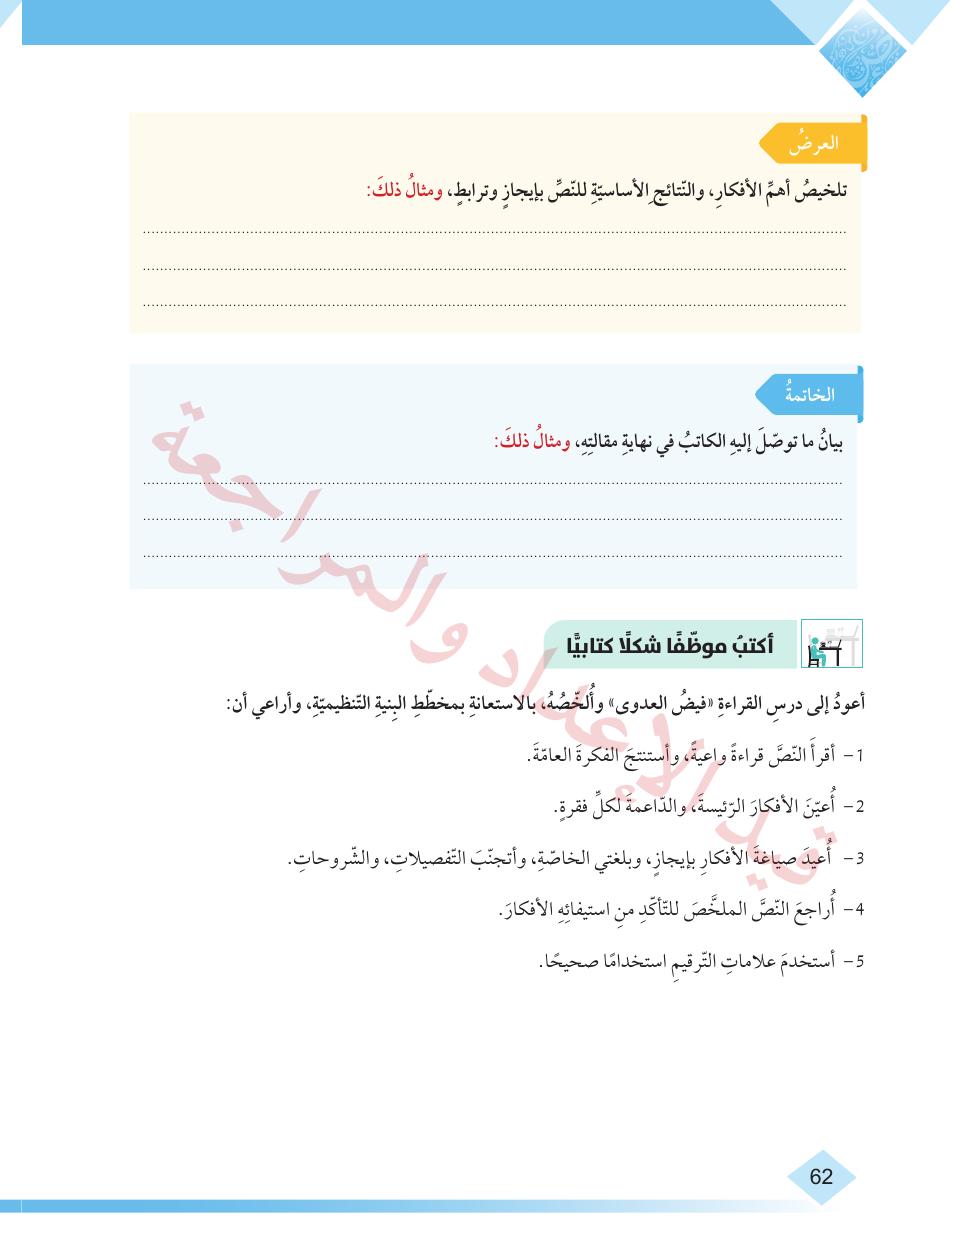 العرضُ
تلخيصُ أهمِّ الأفكارِ، والنّتائجِ الأساسيّةِ للنّصِّ بإيجازٍ وترابطٍ، ومثالُ ذلكَ:
الخاتمةُ
بيانُ ما توصّلَ إليهِ الكاتبُ في نهايةِ مقالتِهِ، ومثالُ ذلكَ:
أكتبُ موظّفًا شكلًا كتابيًّا
أعودُ إلى درسِ القراءةِ «فيضُ العدوى» وأُلخّصُهُ، بالاستعانةِ بمخطّطِ البِنيةِ التّنظيميّةِ، وأراعي أن:
1- أقرأَ النّصَّ قراءةً واعيةً، وأستنتجَ الفكرةَ العامّةَ.
2- أُعيّنَ الأفكارَ الرّئيسةَ، والدّاعمةَ لكلِّ فقرةٍ.
3- أُعيدَ صياغةَ الأفكارِ بإيجازٍ، وبلغتي الخاصّةِ، وأتجنّبَ التّفصيلاتِ، والشّروحاتِ.
4- أُراجعَ النّصَّ الملخَّصَ للتّأكّدِ منِ استيفائِهِ الأفكارَ.
5- أستخدمَ علاماتِ التّرقيمِ استخدامًا صحيحًا.
قيد الإعداد والمراجعة
62